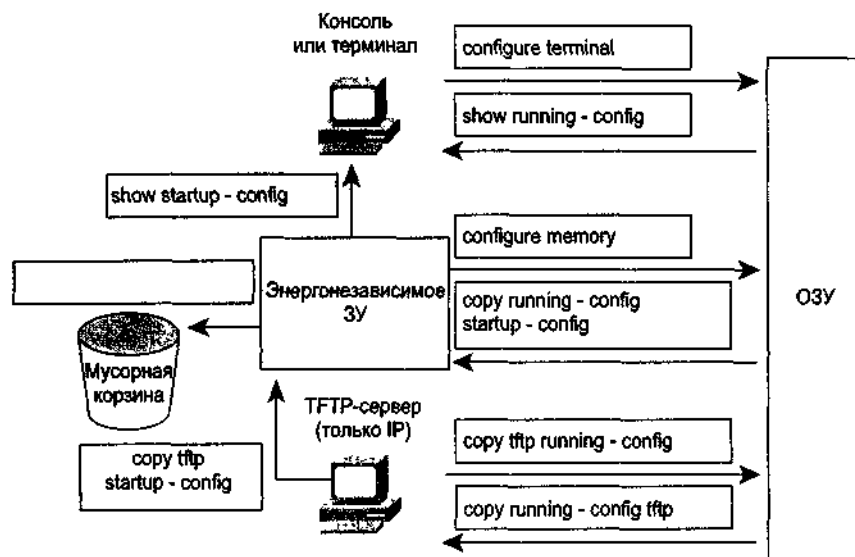 Консоль
или терминал
configure terminal
show running - config
show startup - config
configure memory
Энергонезависимое
ЗУ
copy running - config
startup - config
ОЗУ
Мусорная
корзина
TFTP-сервер
(только IP)
copy tftp
startup - config
copy tftp running - config
copy running - config tftp